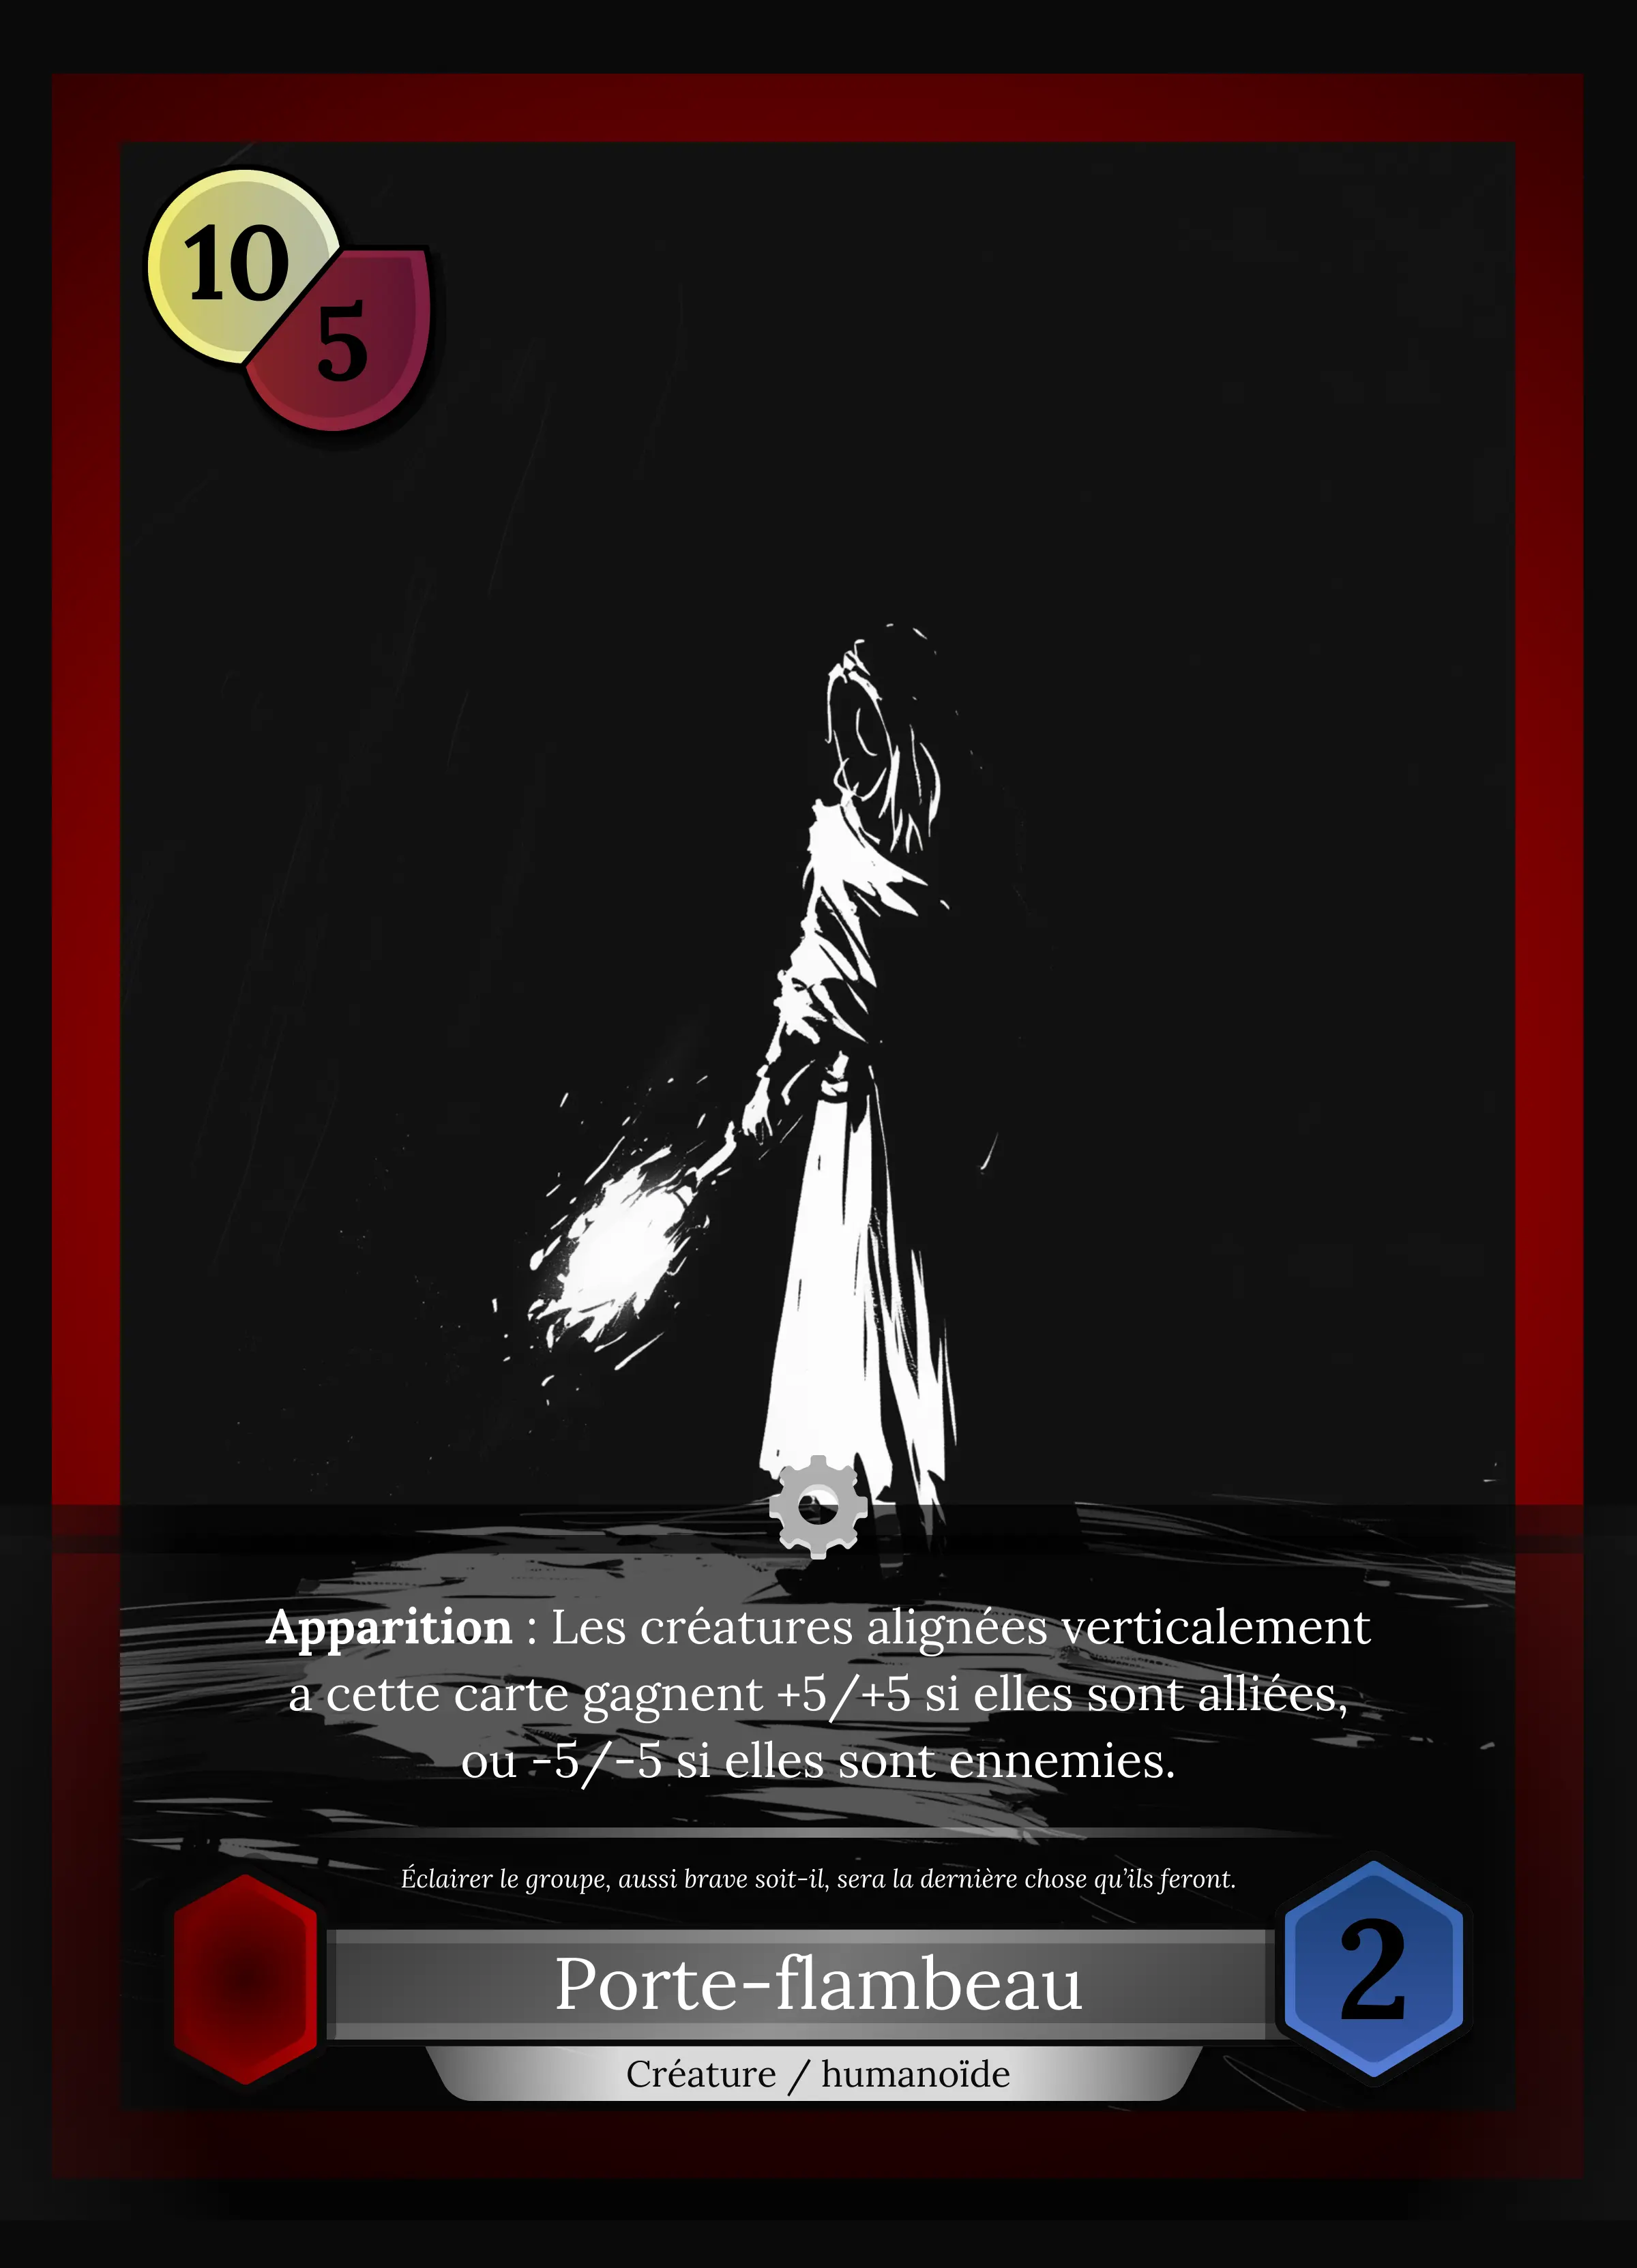 10
5
Apparition : Les créatures alignées verticalement
a cette carte gagnent +5/+5 si elles sont alliées,
ou -5/-5 si elles sont ennemies.
Éclairer le groupe, aussi brave soit-il, sera la dernière chose qu’ils feront.
Porte-flambeau
2
Créature / humanoïde